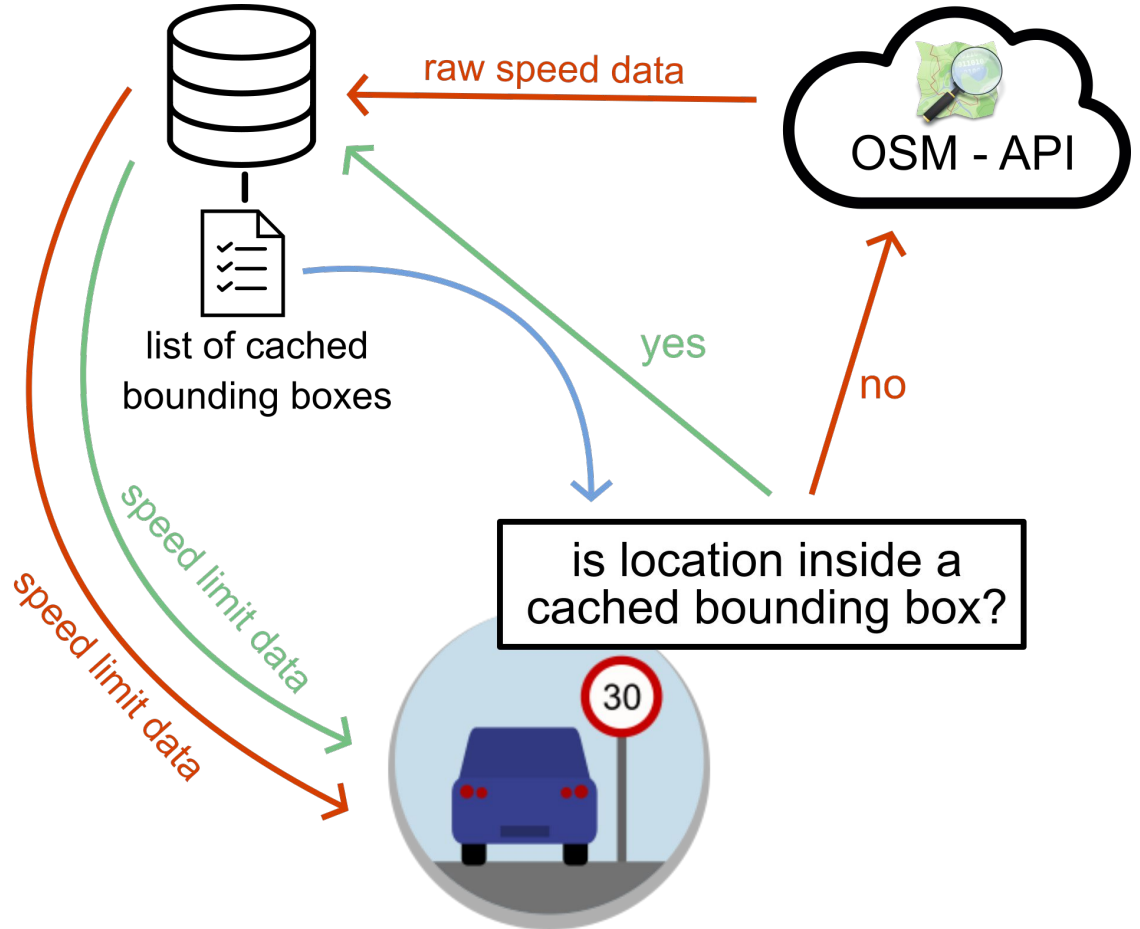 raw speed data
OSM - API
list of cached
bounding boxes
yes
no
speed limit data
speed limit data
is location inside a
cached bounding box?
30